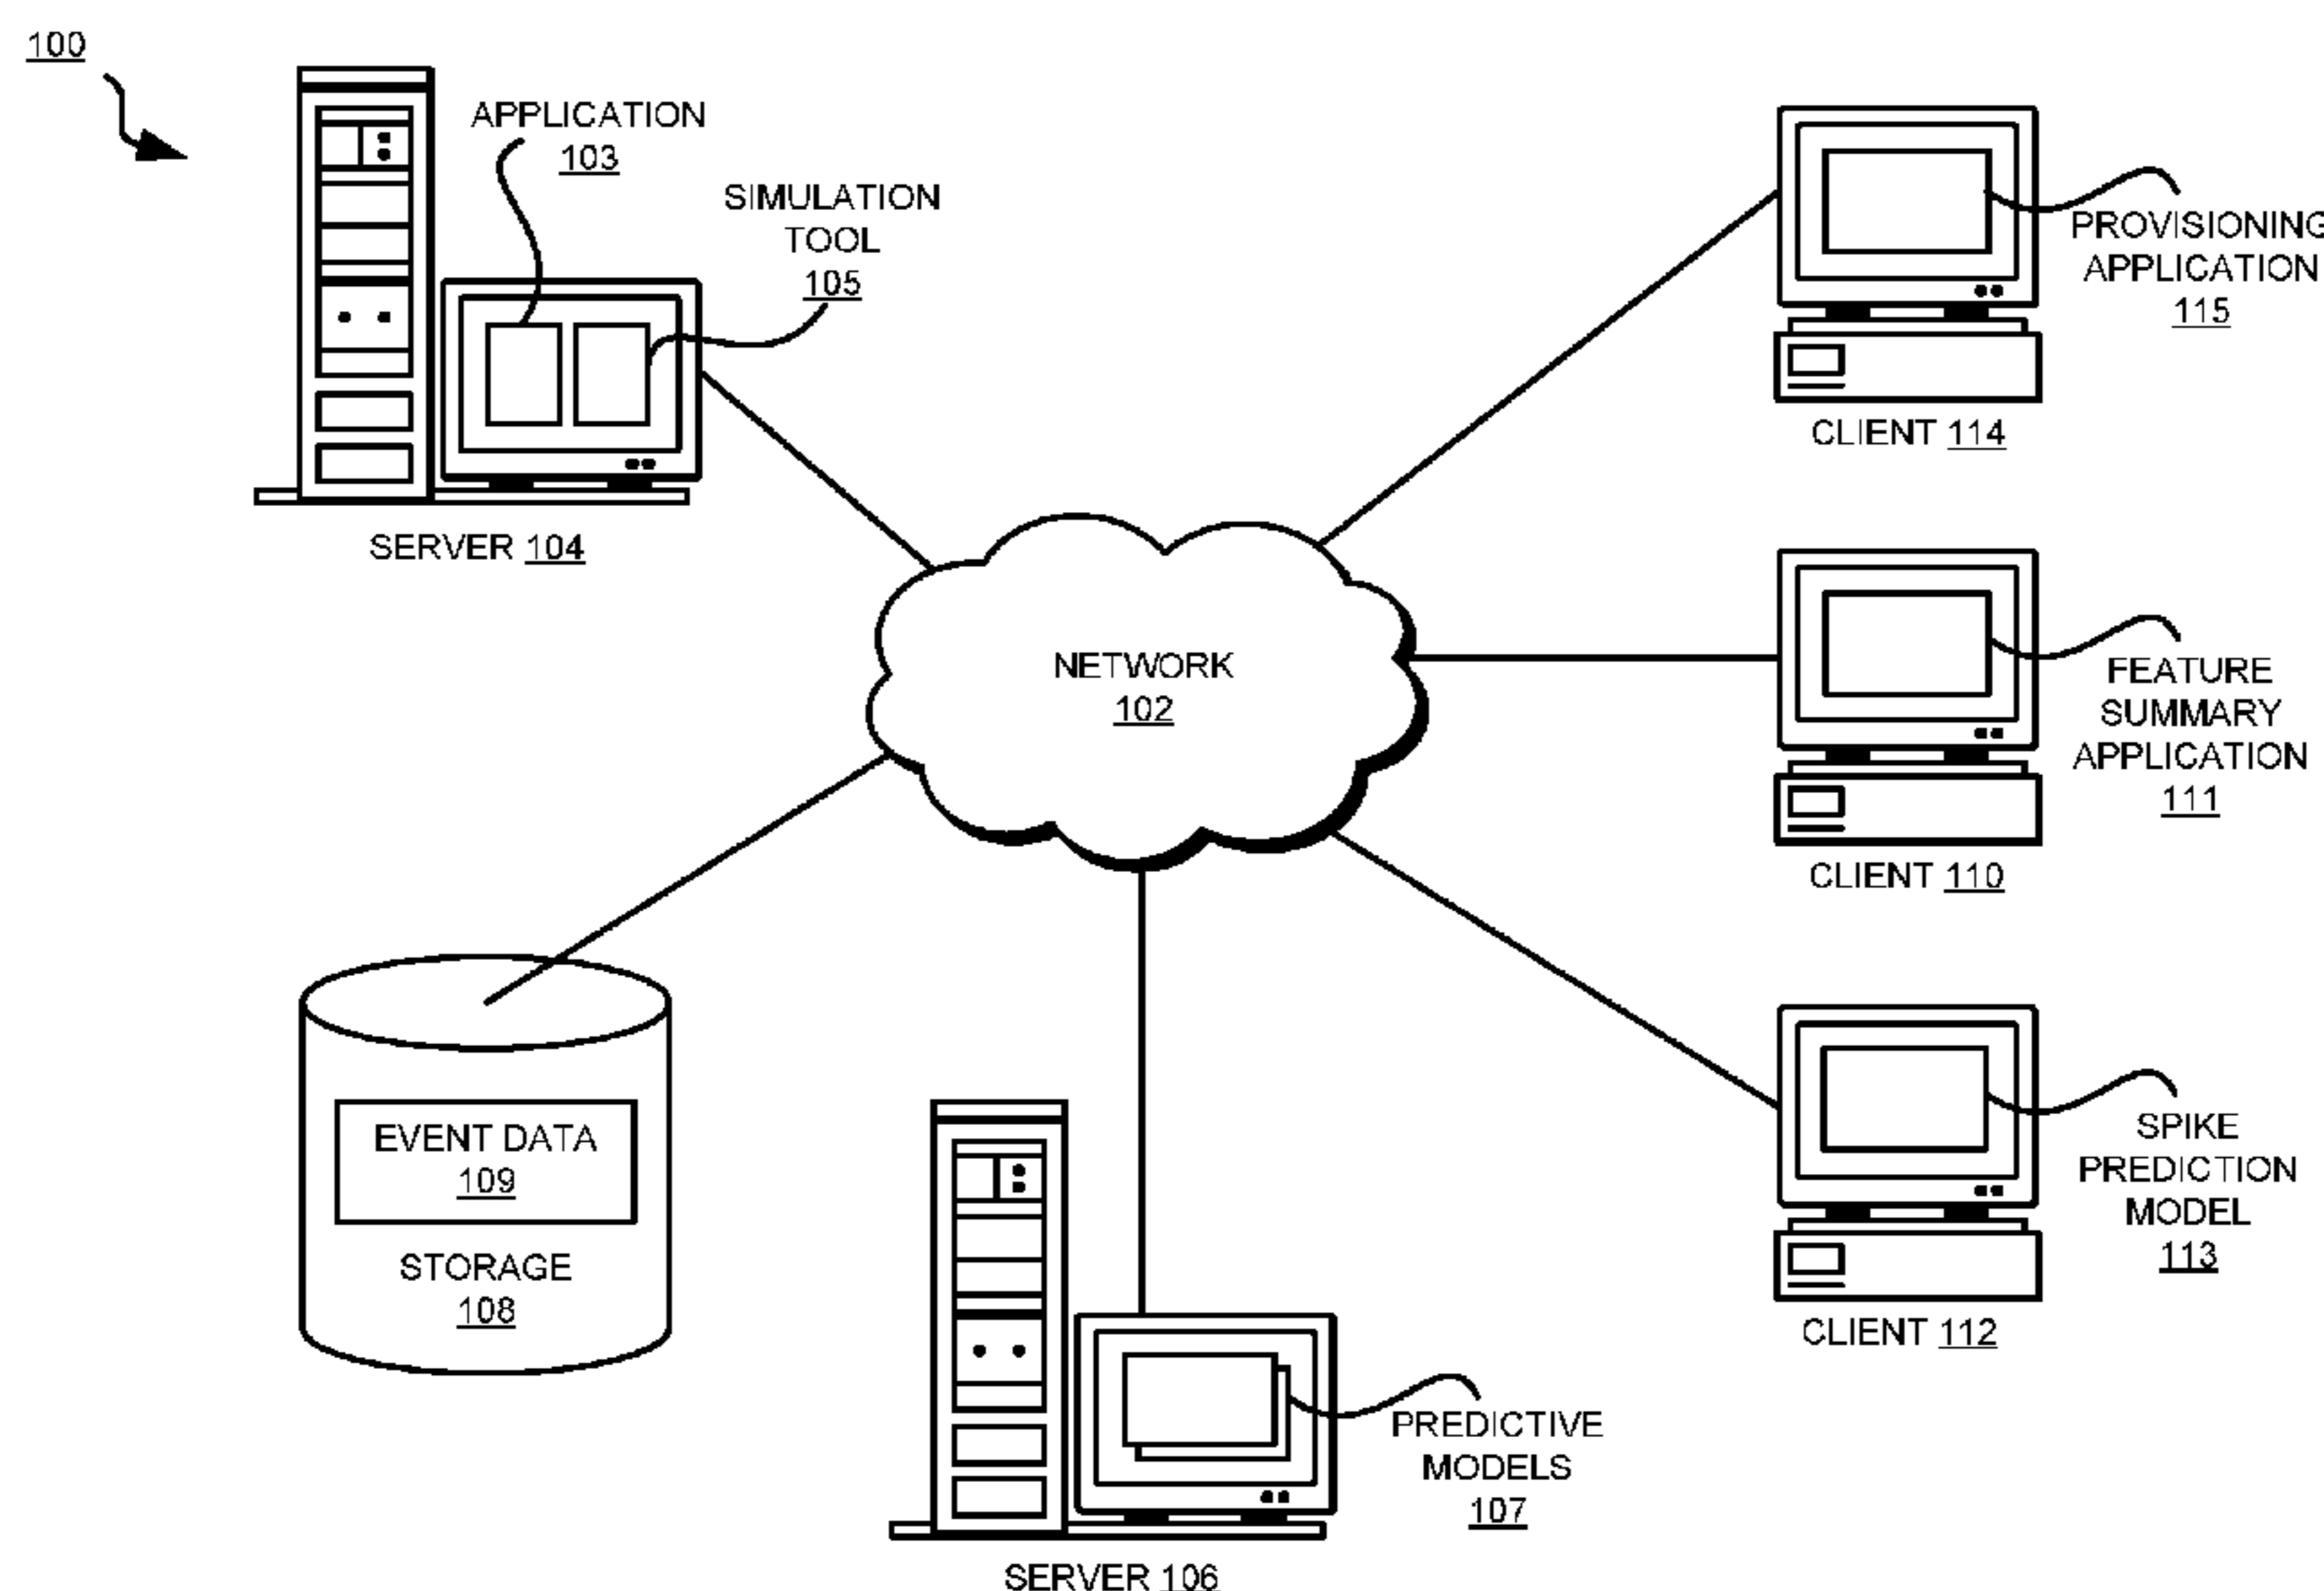 100
APPLICATION
103
SIMULATION
TOOL
105
SERVER 104
PROVISIONING
APPLICATION
115
CLIENT 114
NETWORK
102
FEATURE
SUMMARY
APPLICATION
111
CLIENT 110
EVENT DATA
109
STORAGE
108
SPIKE
PREDICTION
MODEL
113
CLIENT 112
PREDICTIVE
MODELS
107
SERVER 106